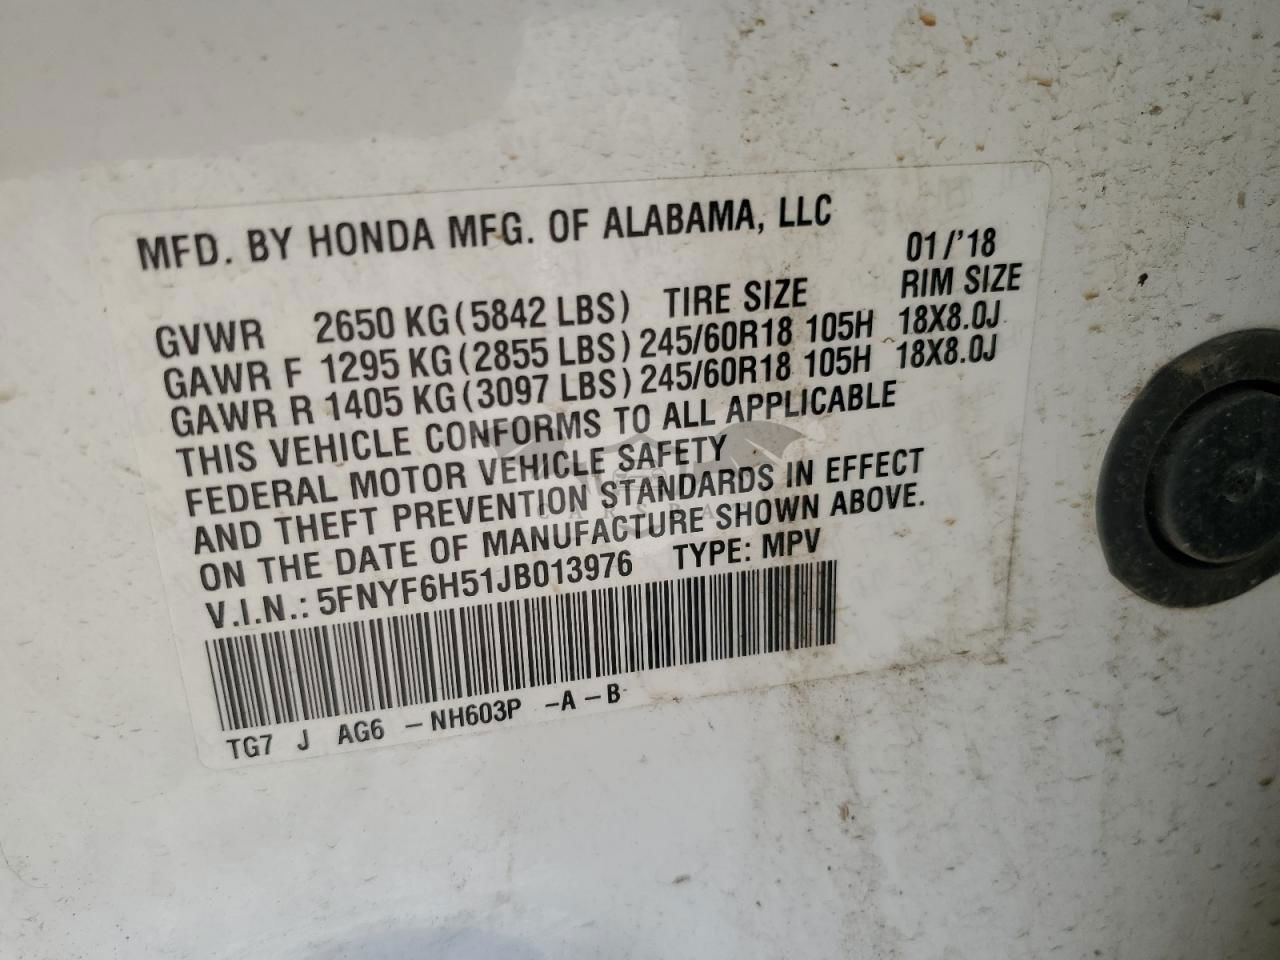 MFD. BY HONDA MFG. OF ALABAMA, LLC
01/'18
GVWR 2650 KG (5842 LBS) TIRE SIZE RIM SIZE
GAWR F 1295 KG (2855 LBS) 245/60R18 105H 18X8.0J
GAWR R 1405 KG (3097 LBS) 245/60R18 105H 18X8.0J
THIS VEHICLE CONFORMS TO ALL APPLICABLE
FEDERAL MOTOR VEHICLE SAFETY
AND THEFT PREVENTION STANDARDS IN EFFECT
ON THE DATE OF MANUFACTURE SHOWN ABOVE.
V.I.N.: 5FNYF6H51JB013976 TYPE: MPV
TG7 J AG6 -NH603P -A-B
HONDA